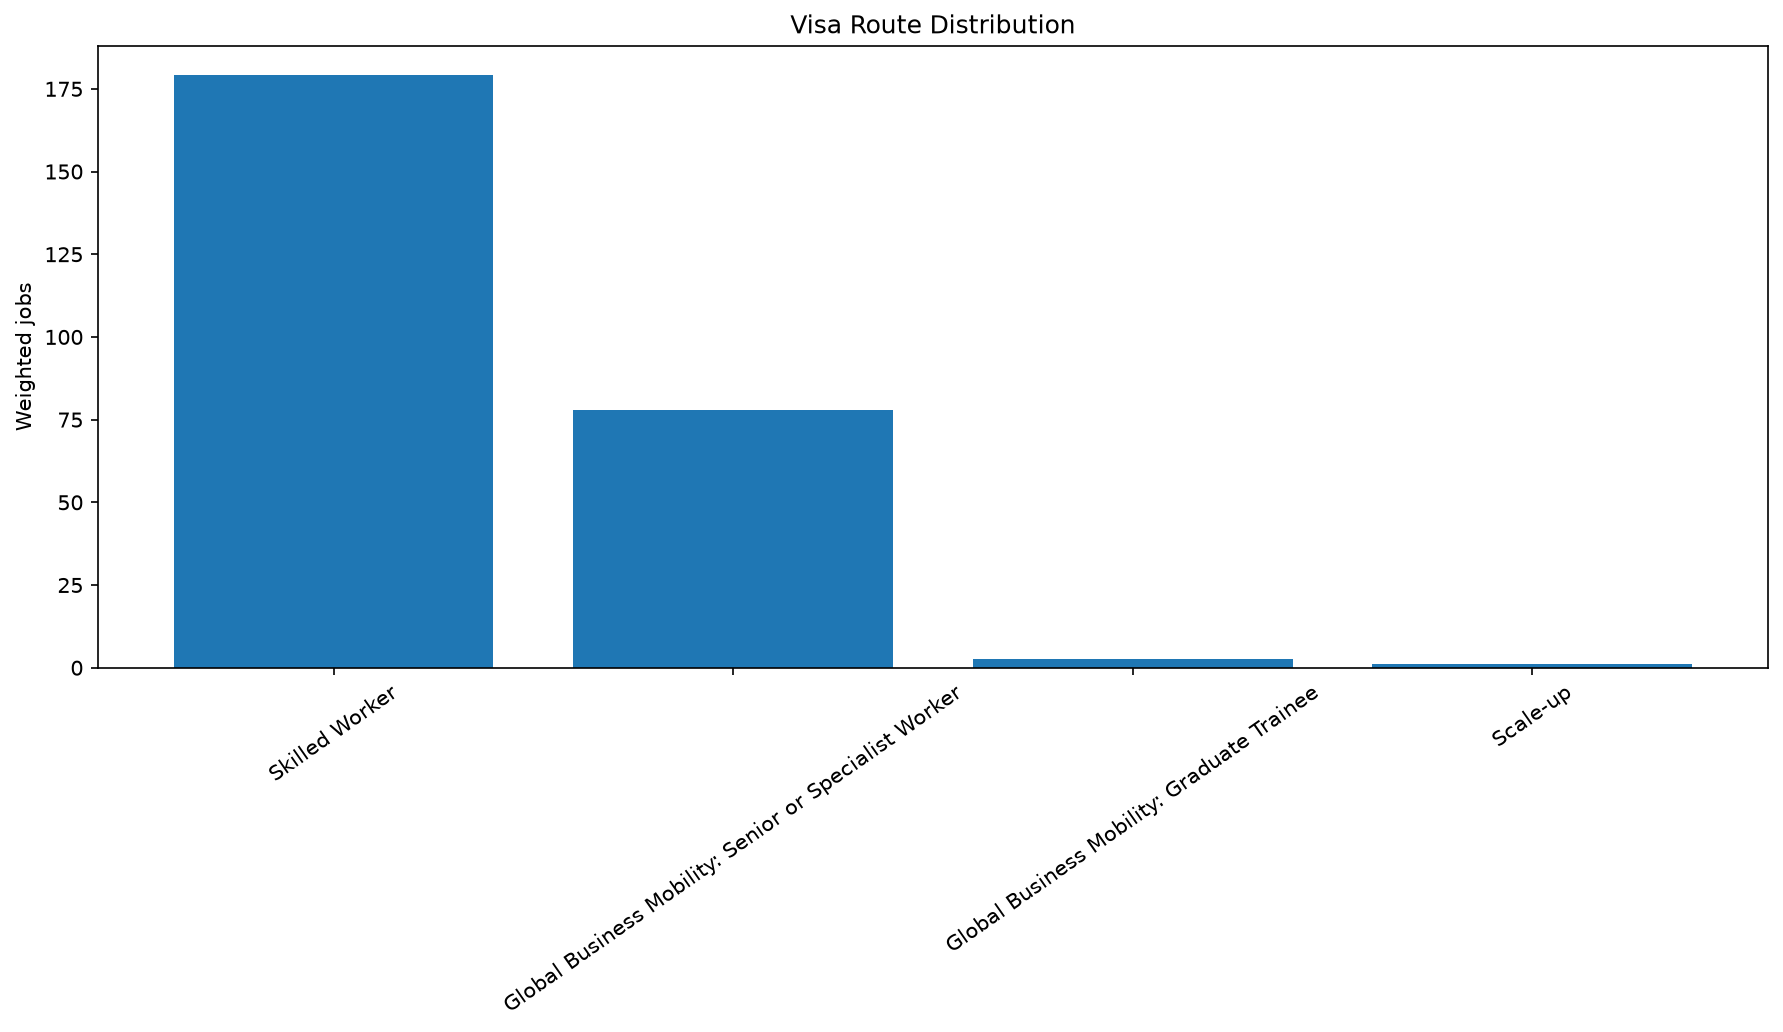 Visa Route Distribution
Weighted jobs
175
150
125
100
75
50
25
0
Skilled Worker
Global Business Mobility: Senior or Specialist Worker
Global Business Mobility: Graduate Trainee
Scale-up